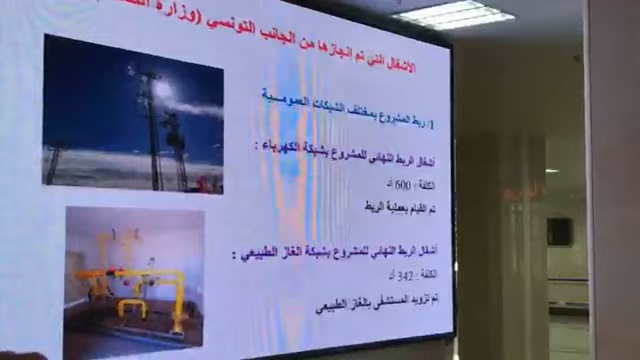 الأشغال التي تم إنجازها من الجانب التونسي (وزارة
1/ ربط المشروع بمختلف الشبكات العمومية
أشغال الربط النهائي للمشروع بشبكة الكهرباء :
الكلفة : 600 أد
تم القيام بعملية الربط
أشغال الربط النهائي للمشروع بشبكة الغاز الطبيعي :
الكلفة : 342 أد
تم تزويد المستشفى بالغاز الطبيعي